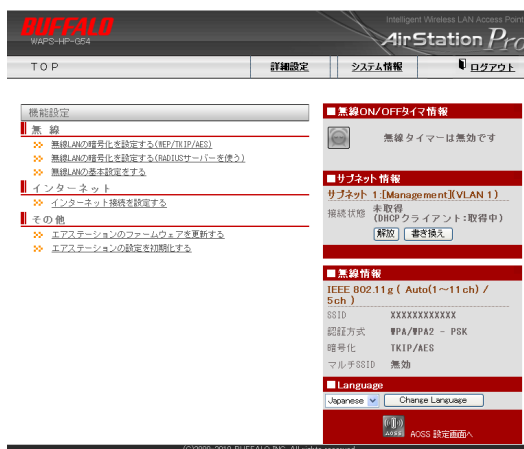 BUFFALO
WAPS-HP-G54
Intelligent Wireless LAN Access Point
AirStation Pro
TOP
詳細設定
システム情報
ログアウト
機能設定
無 線
無線LANの暗号化を設定する(WEP/TKIP/AES)
無線LANの暗号化を設定する(RADIUSサーバーを使う)
無線LANの基本設定をする
インターネット
インターネット接続を設定する
その他
エアステーションのファームウェアを更新する
エアステーションの設定を初期化する
■無線ON/OFFタイマ情報
無線タイマーは無効です
■サブネット情報
サブネット 1:[Management](VLAN 1)
接続状態 未取得
(DHCPクライアント:取得中)
解放 書き換え
■無線情報
IEEE 802.11g ( Auto(1~11ch) /
5ch )
SSID XXXXXXXXXXXX
認証方式 WPA/WPA2 - PSK
暗号化 TKIP/AES
マルチSSID 無効
■Language
Japanese Change Language
AOSS AOSS 設定画面へ
(C)2000-2010 BUFFALO INC. All rights reserved.